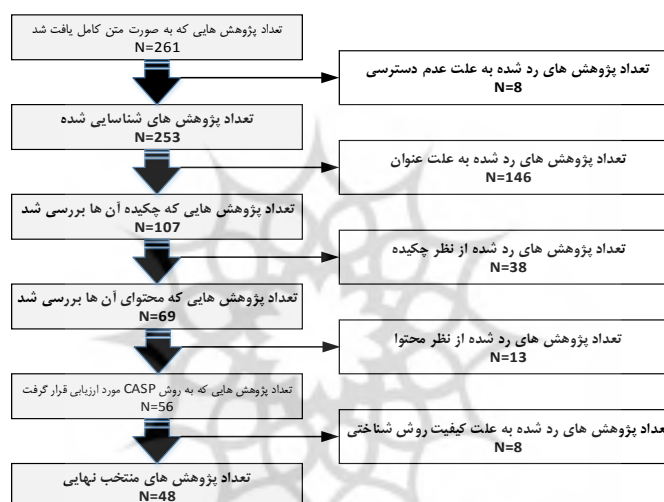 تعداد پژوهش هایی که به صورت متن کامل یافت شد
N=261
تعداد پژوهش های رد شده به علت عدم دسترسی
N=8
تعداد پژوهش های شناسایی شده
N=253
تعداد پژوهش های رد شده به علت عنوان
N=146
تعداد پژوهش هایی که چکیده آن ها بررسی شد
N=107
تعداد پژوهش های رد شده از نظر چکیده
N=38
تعداد پژوهش هایی که محتوای آن ها بررسی شد
N=69
تعداد پژوهش های رد شده از نظر محتوا
N=13
تعداد پژوهش هایی که به روش CASP مورد ارزیابی قرار گرفت
N=56
تعداد پژوهش های رد شده به علت کیفیت روش شناختی
N=8
تعداد پژوهش های منتخب نهایی
N=48